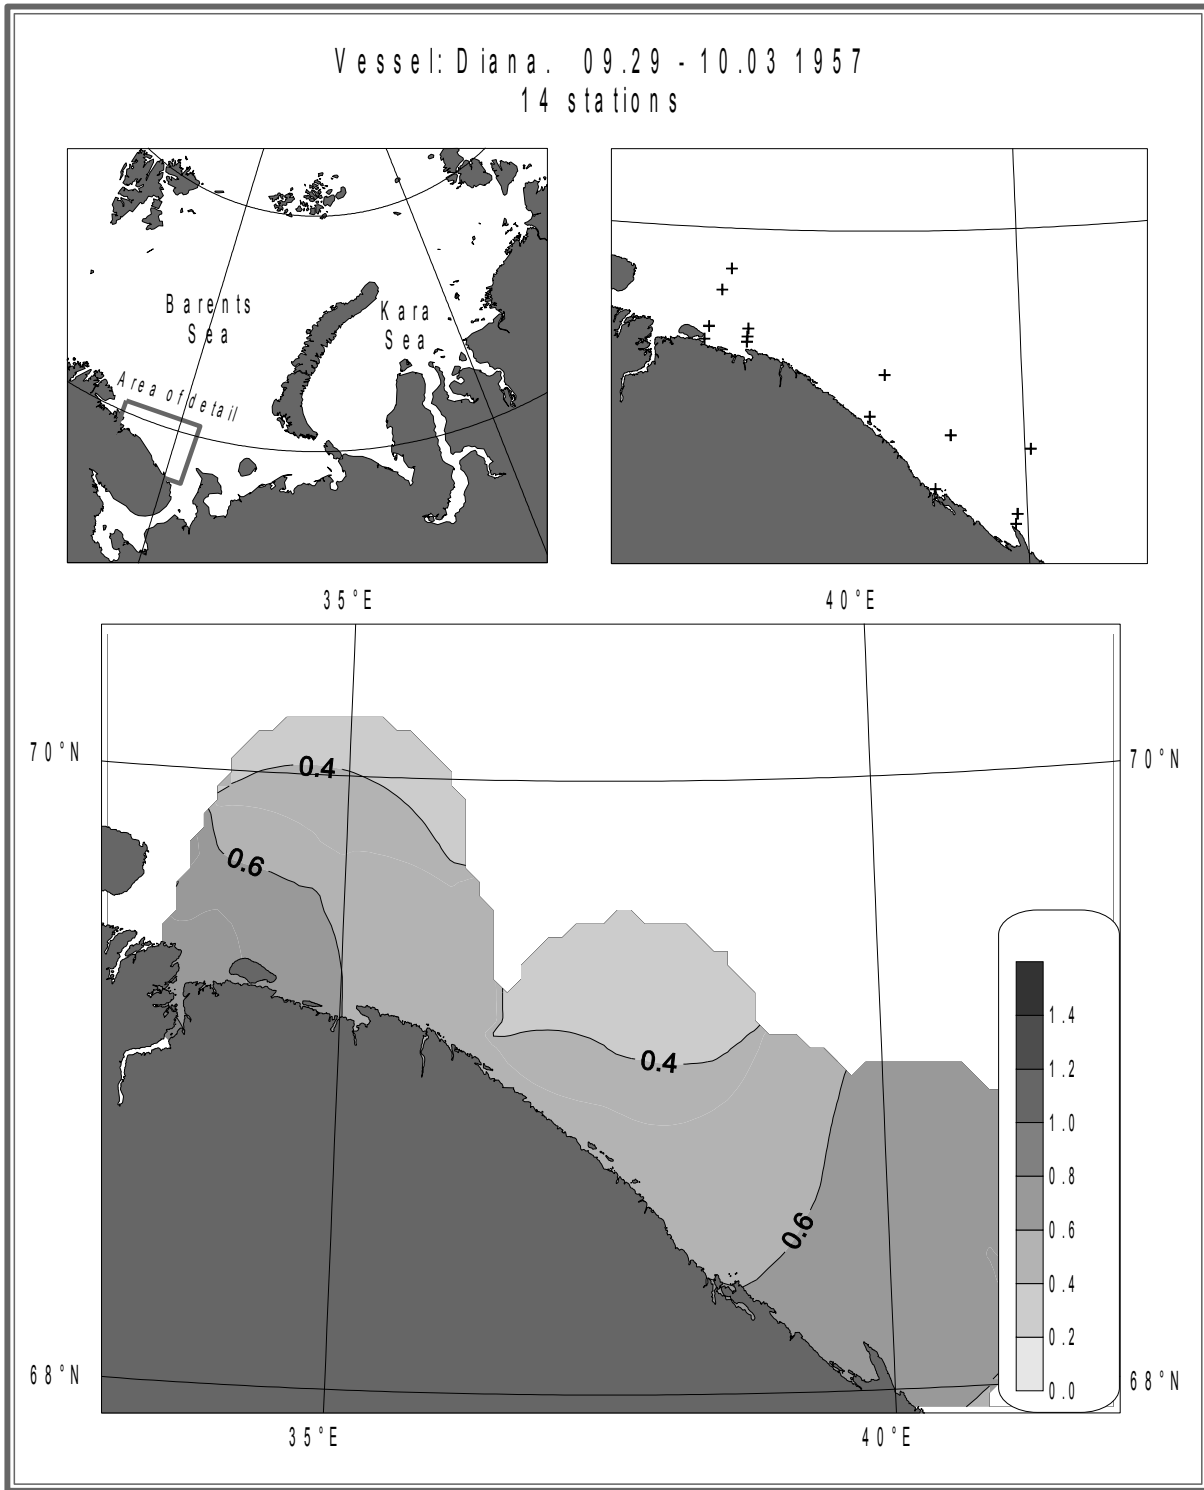 Vessel: Diana. 09.29 - 10.03 1957
14 stations
Barents
Sea
Kara
Sea
Area of detail
35°E
40°E
70°N
70°N
0.4
0.6
0.4
0.6
1.4
1.2
1.0
0.8
0.6
0.4
0.2
0.0
68°N
68°N
35°E
40°E